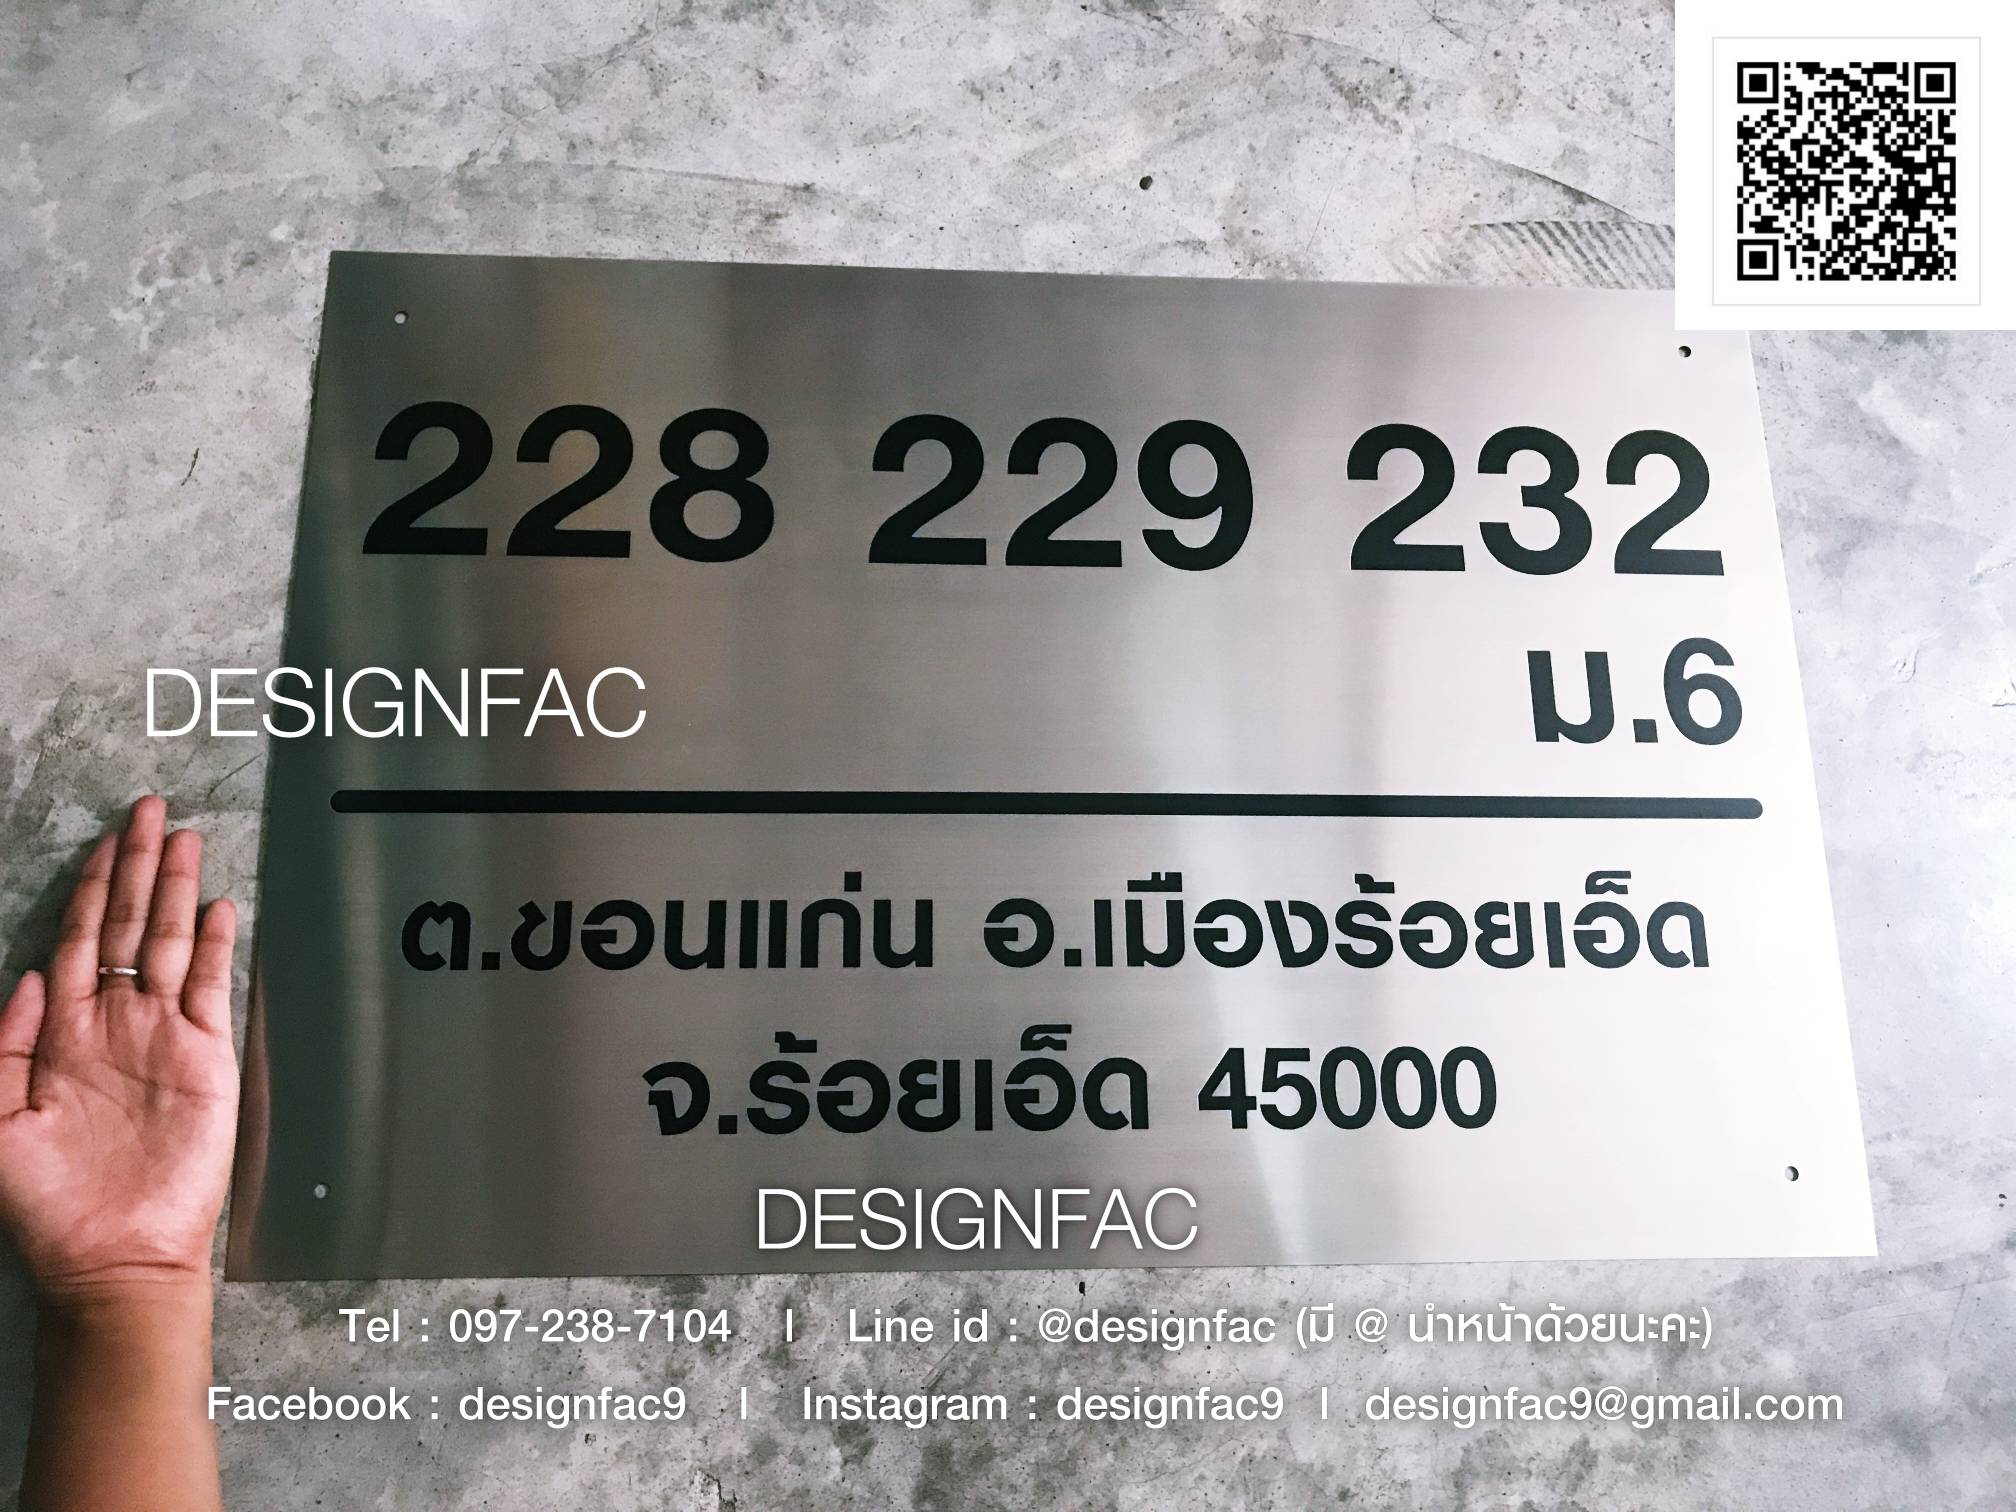 228 229 232
ม.6
DESIGNFAC
ต.ขอนแก่น อ.เมืองร้อยเอ็ด
จ.ร้อยเอ็ด 45000
DESIGNFAC
Tel : 097-238-7104 | Line id : @designfac (มี @ นำหน้าด้วยนะคะ)
Facebook : designfac9 | Instagram : designfac9 | designfac9@gmail.com